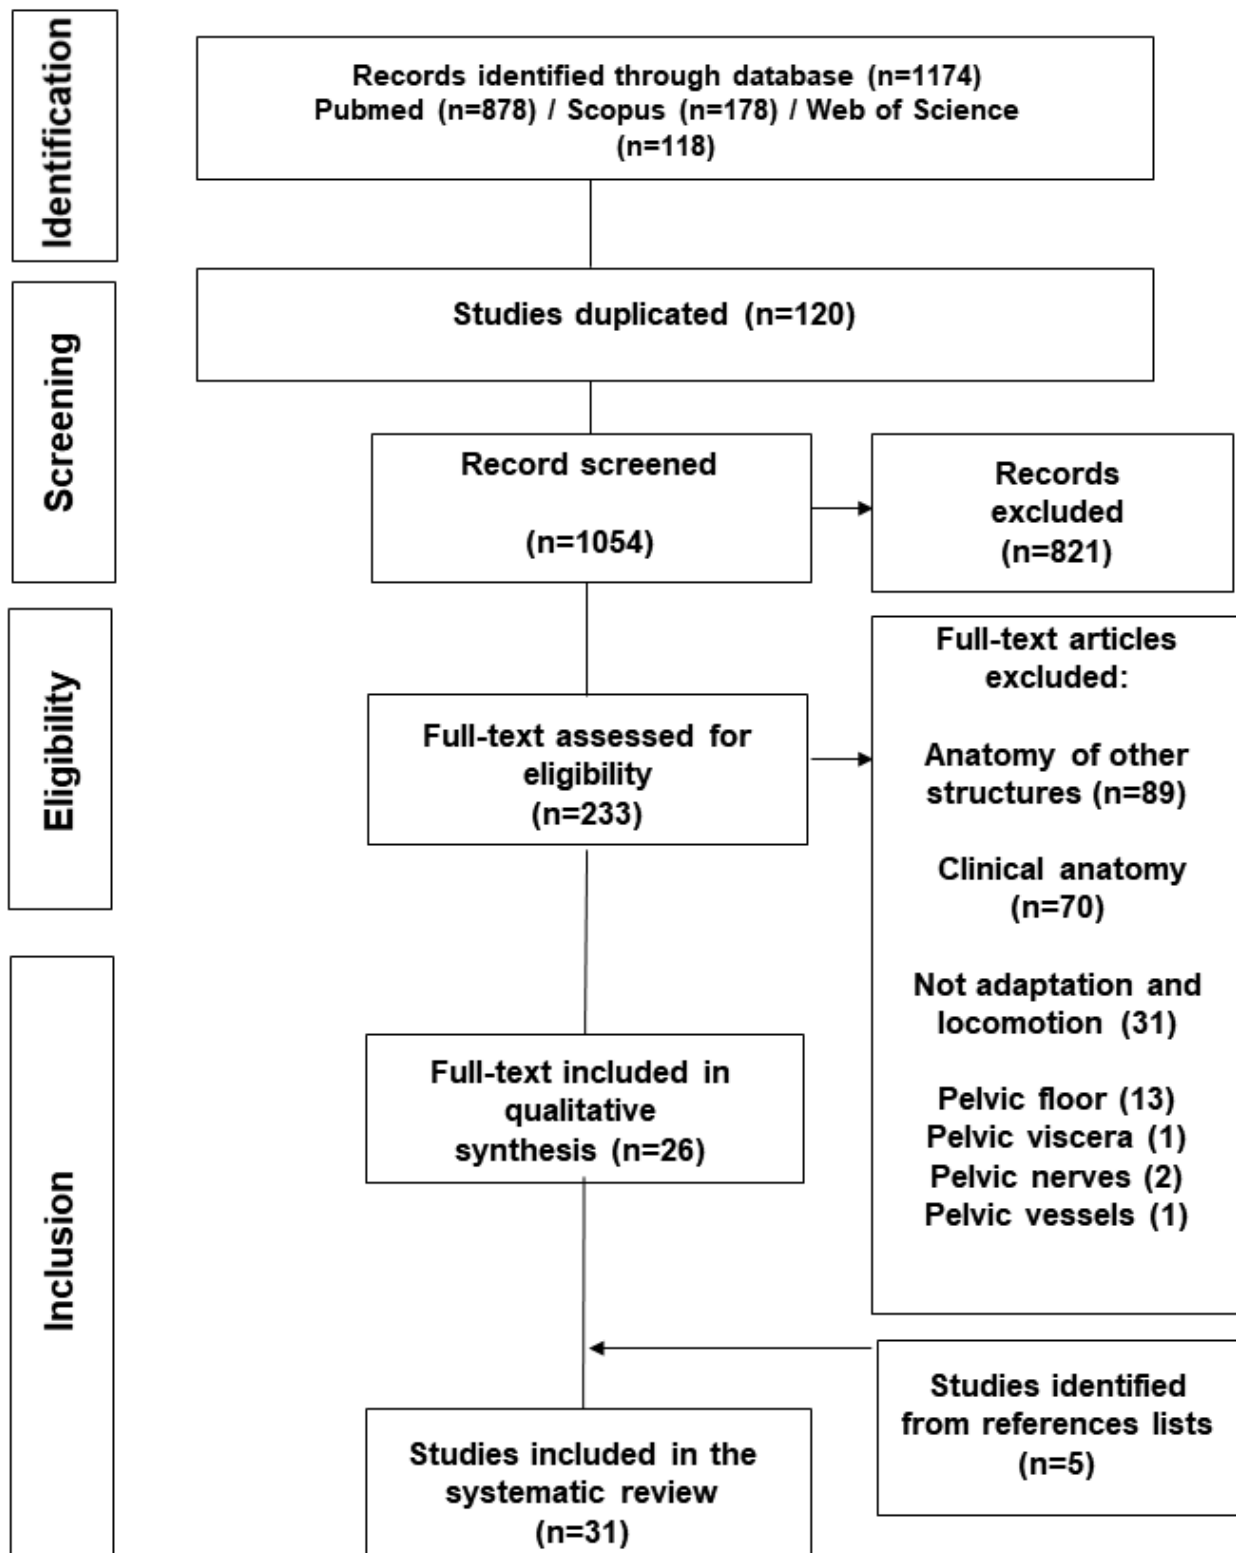 Identification
Records identified through database (n=1174)
Pubmed (n=878) / Scopus (n=178) / Web of Science
(n=118)
Screening
Studies duplicated (n=120)
Record screened
(n=1054)
Records
excluded
(n=821)
Eligibility
Full-text assessed for
eligibility
(n=233)
Full-text articles
excluded:
Anatomy of other
structures (n=89)
Clinical anatomy
(n=70)
Not adaptation and
locomotion (31)
Pelvic floor (13)
Pelvic viscera (1)
Pelvic nerves (2)
Pelvic vessels (1)
Inclusion
Full-text included in
qualitative
synthesis (n=26)
Studies identified
from references lists
(n=5)
Studies included in the
systematic review
(n=31)